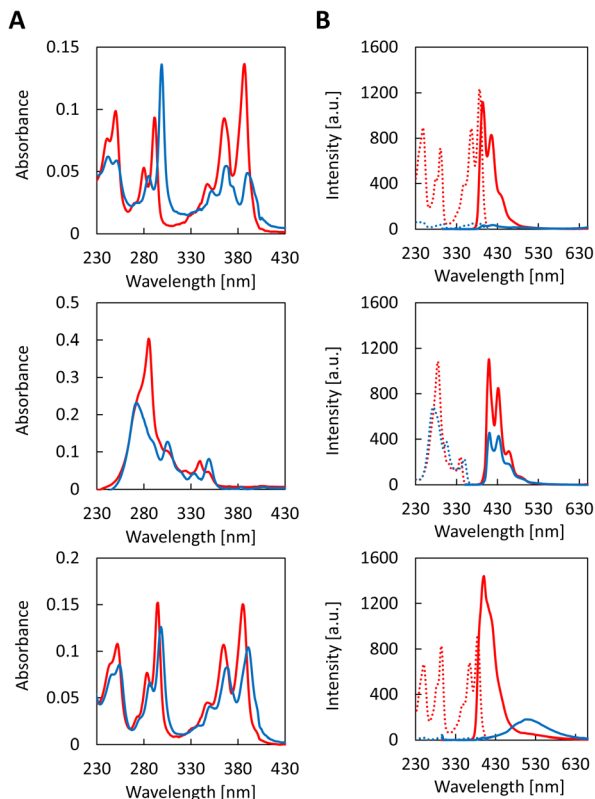 A
B
0.15
0.1
0.05
0
Absorbance
230 280 330 380 430
Wavelength [nm]
1600
1200
800
400
0
Intensity [a.u.]
230 330 430 530 630
Wavelength [nm]
0.5
0.4
0.3
0.2
0.1
0
Absorbance
230 280 330 380 430
Wavelength [nm]
1600
1200
800
400
0
Intensity [a.u.]
230 330 430 530 630
Wavelength [nm]
0.2
0.15
0.1
0.05
0
Absorbance
230 280 330 380 430
Wavelength [nm]
1600
1200
800
400
0
Intensity [a.u.]
230 330 430 530 630
Wavelength [nm]